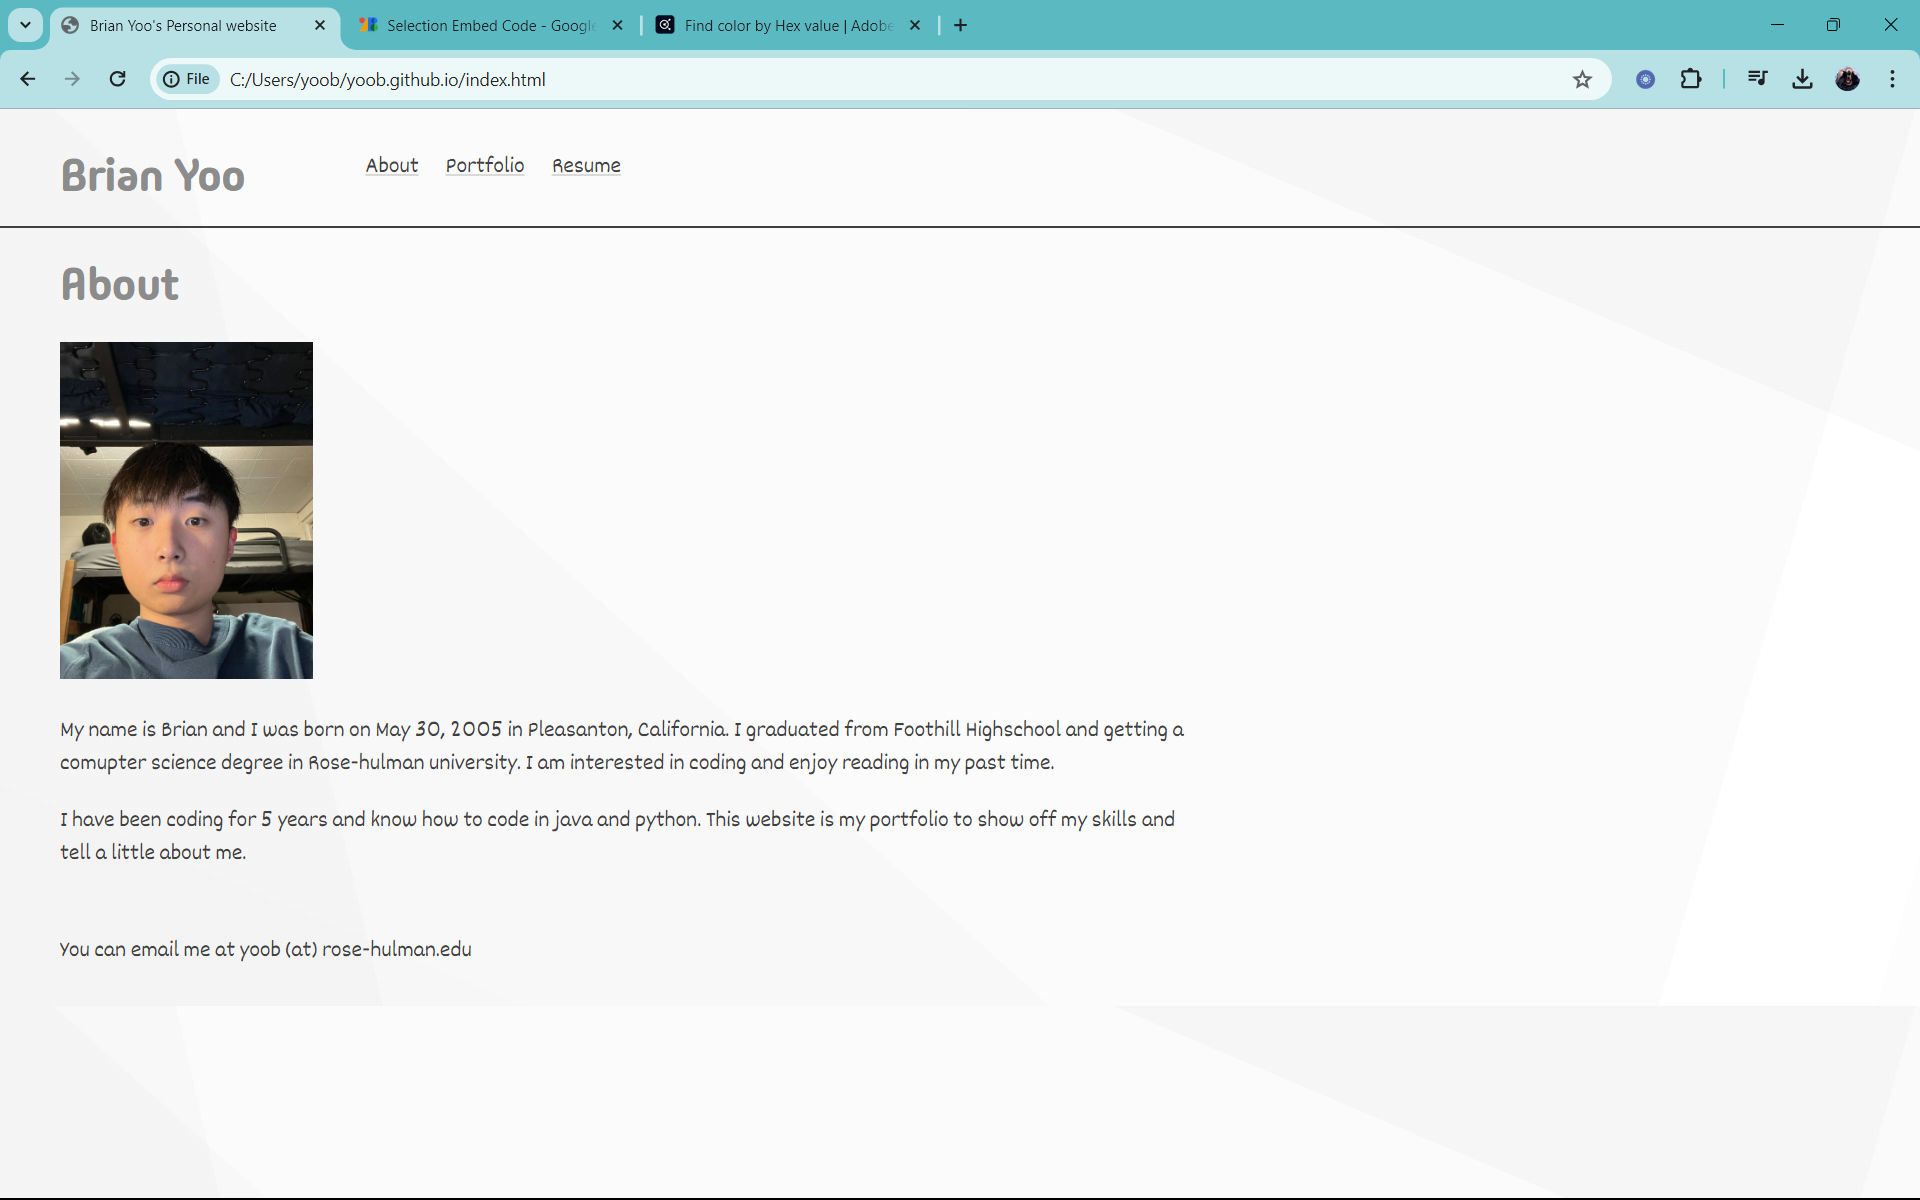 Brian Yoo's Personal website
Selection Embed Code - Google
Find color by Hex value | Adobe
File
C:/Users/yoob/yoob.github.io/index.html
Brian Yoo
About Portfolio Resume
About
My name is Brian and I was born on May 30, 2005 in Pleasanton, California. I graduated from Foothill Highschool and getting a
comupter science degree in Rose-hulman university. I am interested in coding and enjoy reading in my past time.
I have been coding for 5 years and know how to code in java and python. This website is my portfolio to show off my skills and
tell a little about me.
You can email me at yoob (at) rose-hulman.edu